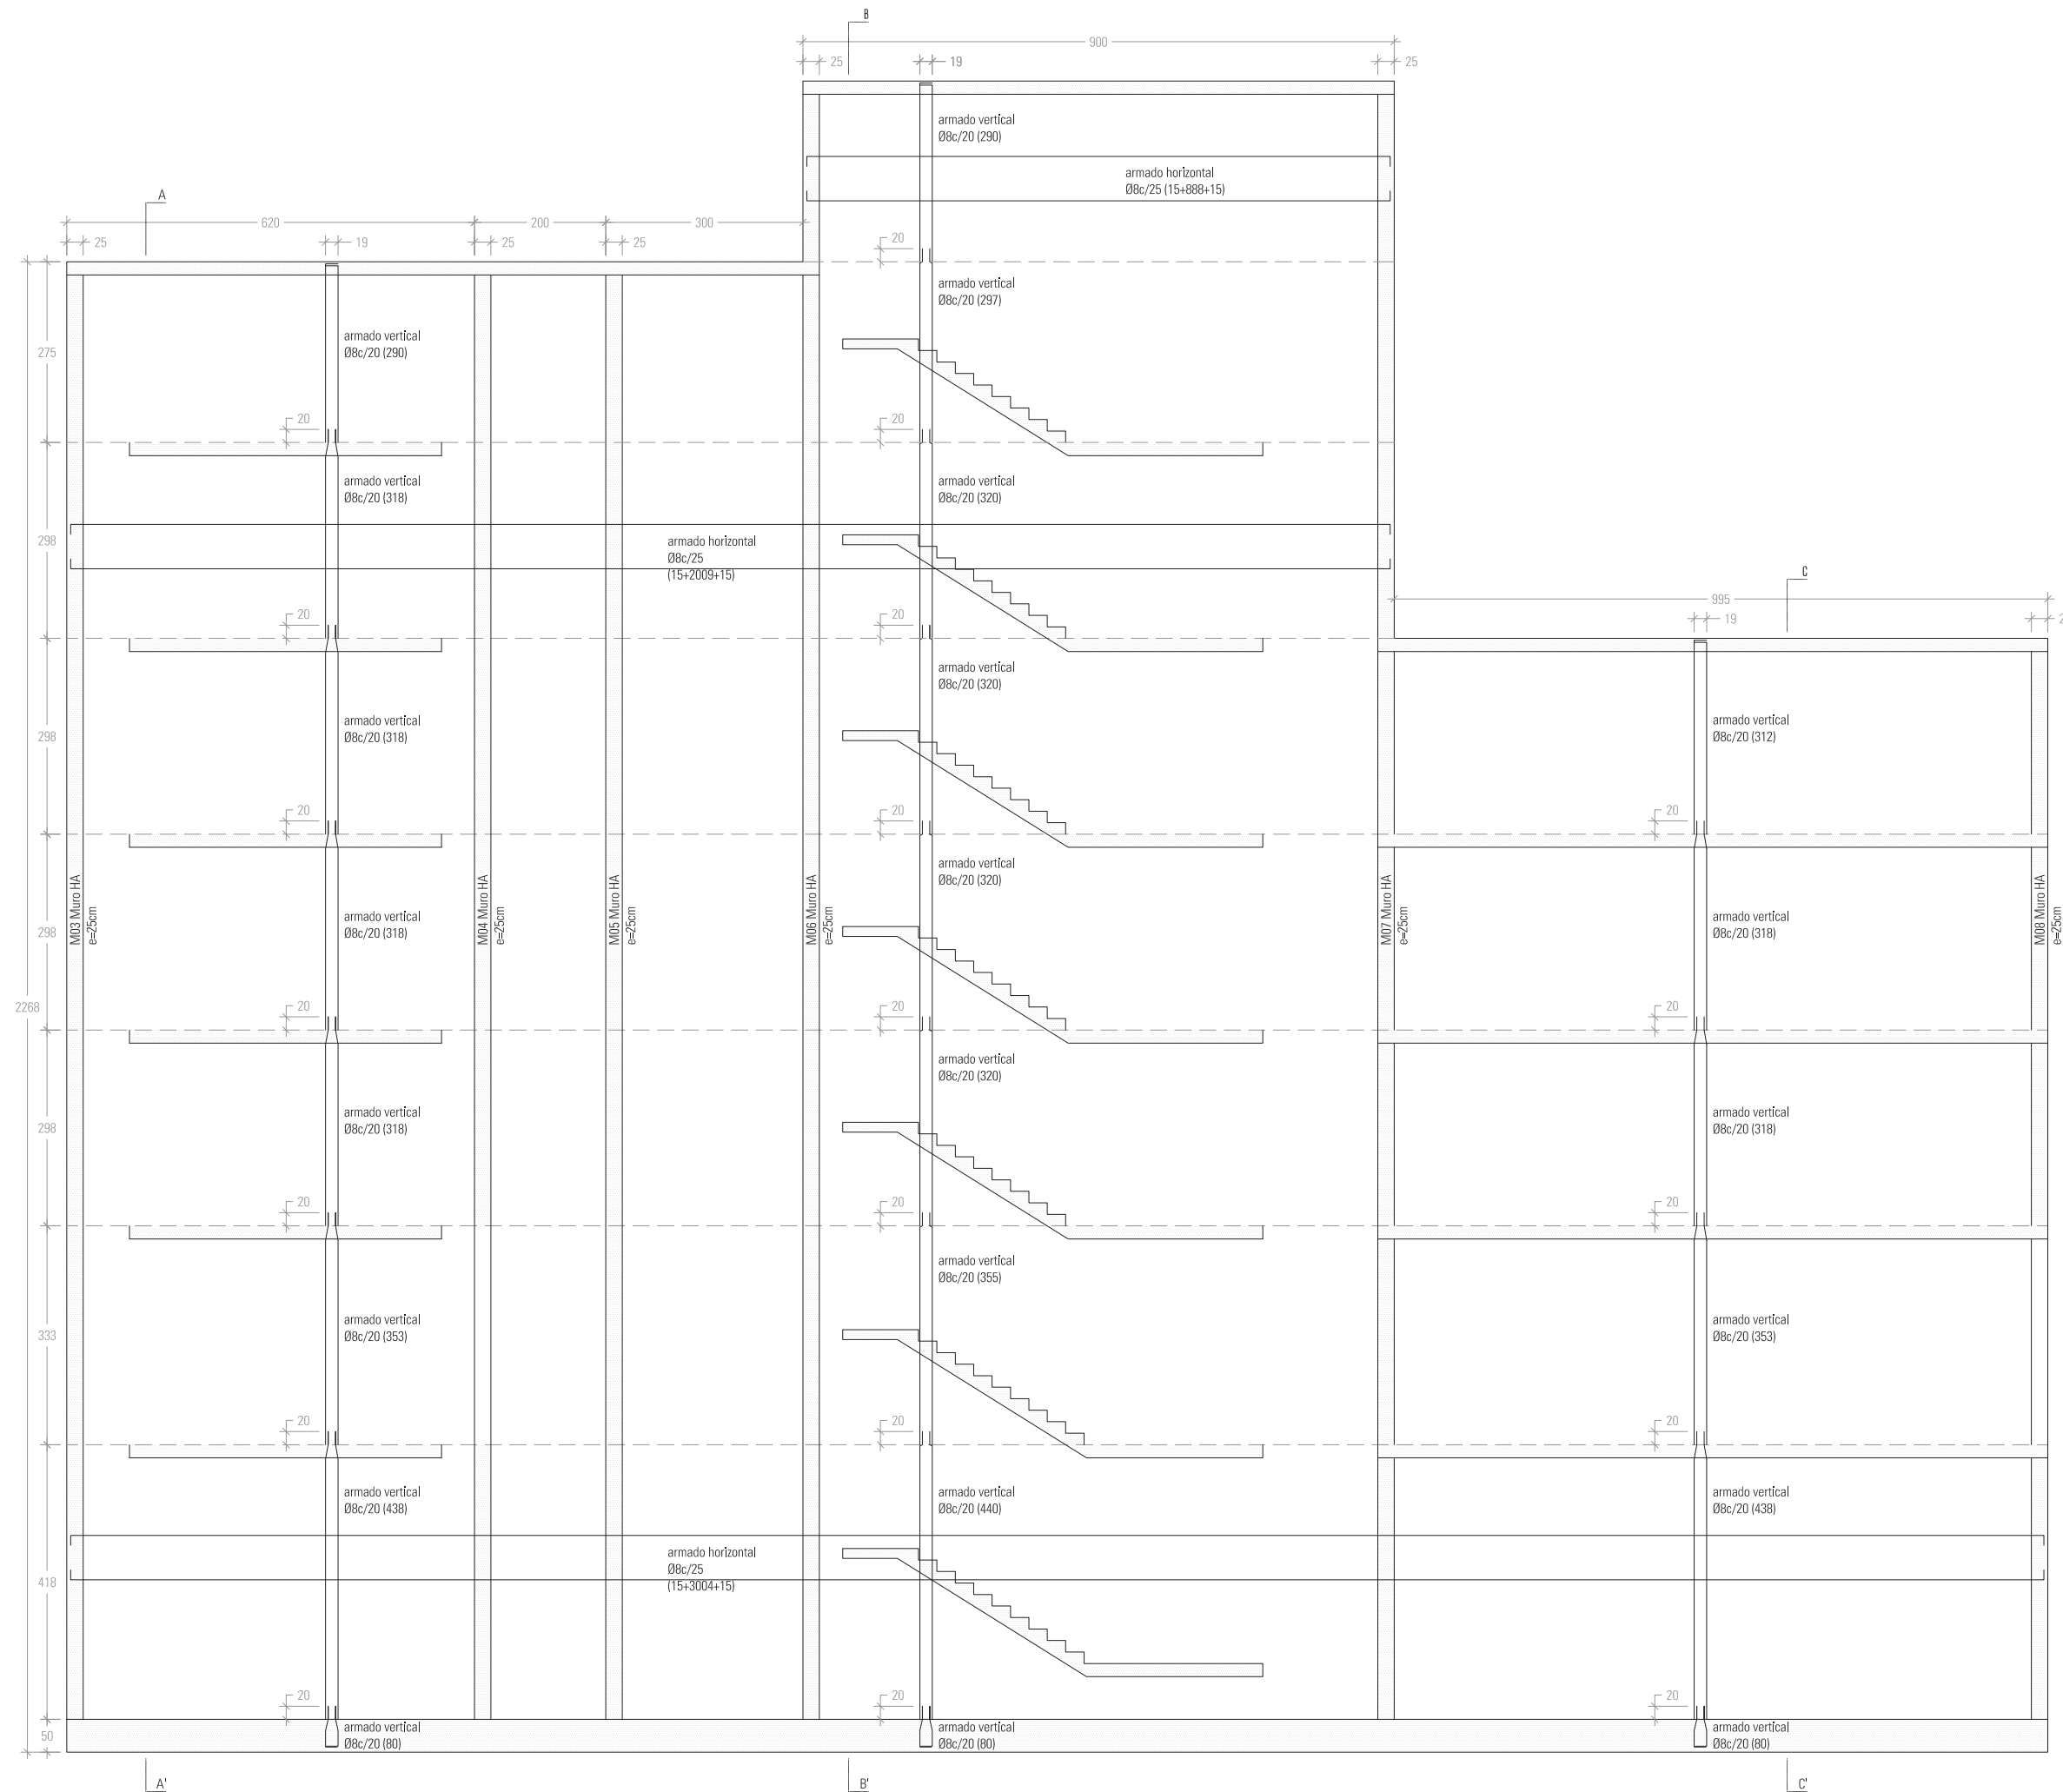 B
900
25
19
25
armado vertical
Ø8c/20 (290)
armado horizontal
Ø8c/25 (15+888+15)
A
620
200
300
25
19
25
25
20
armado vertical
Ø8c/20 (297)
275
armado vertical
Ø8c/20 (290)
20
20
armado vertical
Ø8c/20 (318)
armado vertical
Ø8c/20 (320)
298
armado horizontal
Ø8c/25
(15+2009+15)
C
995
19
20
20
armado vertical
Ø8c/20 (320)
298
armado vertical
Ø8c/20 (318)
armado vertical
Ø8c/20 (312)
20
20
20
armado vertical
Ø8c/20 (320)
298
M03 Muro HA
e=25cm
armado vertical
Ø8c/20 (318)
M04 Muro HA
e=25cm
M05 Muro HA
e=25cm
M06 Muro HA
e=25cm
M07 Muro HA
e=25cm
armado vertical
Ø8c/20 (318)
M08 Muro HA
e=25cm
2268
20
20
20
armado vertical
Ø8c/20 (320)
298
armado vertical
Ø8c/20 (318)
armado vertical
Ø8c/20 (318)
20
20
20
armado vertical
Ø8c/20 (355)
333
armado vertical
Ø8c/20 (353)
armado vertical
Ø8c/20 (353)
20
20
20
armado vertical
Ø8c/20 (438)
armado vertical
Ø8c/20 (440)
armado vertical
Ø8c/20 (438)
418
armado horizontal
Ø8c/25
(15+3004+15)
20
20
20
50
armado vertical
Ø8c/20 (80)
armado vertical
Ø8c/20 (80)
armado vertical
Ø8c/20 (80)
A'
B'
C'